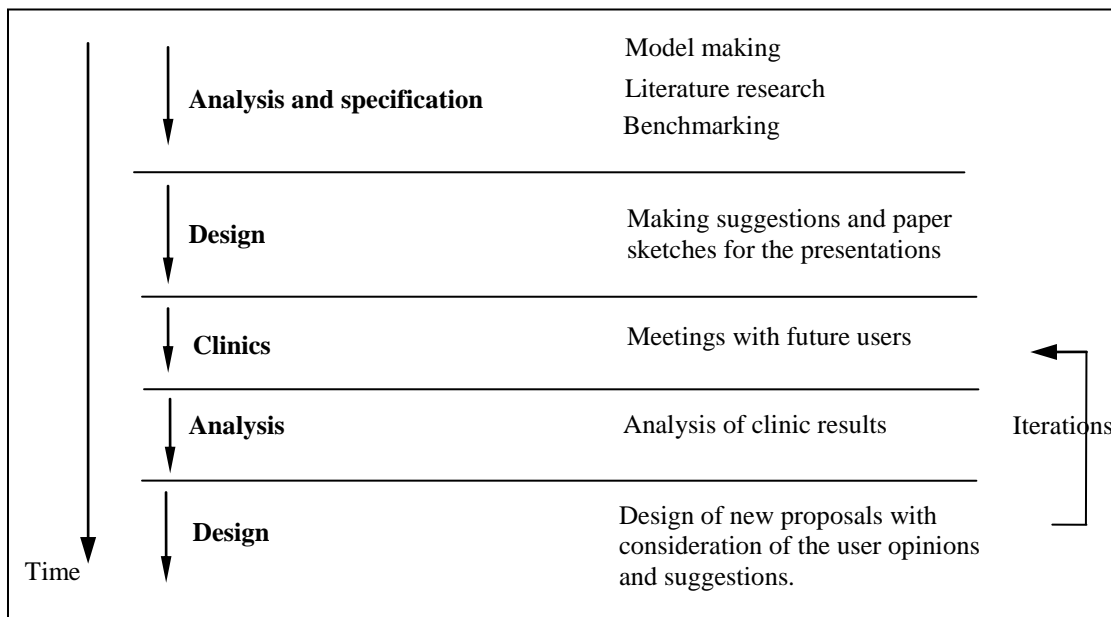 Model making
Analysis and specification
Literature research
Benchmarking
Design
Making suggestions and paper
sketches for the presentations
Clinics
Meetings with future users
Analysis
Analysis of clinic results
Iterations
Design
Design of new proposals with
consideration of the user opinions
and suggestions.
Time